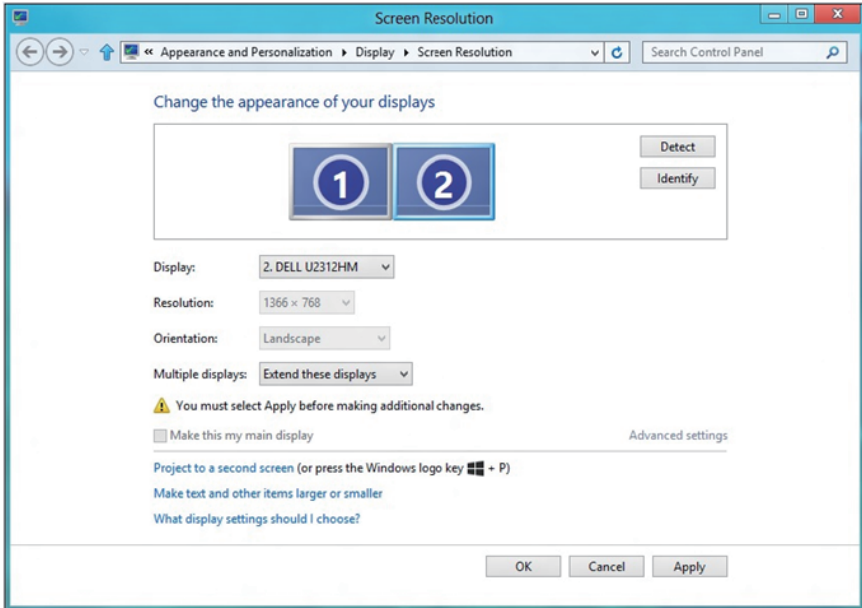 Screen Resolution
« Appearance and Personalization ▸ Display ▸ Screen Resolution
Search Control Panel
Change the appearance of your displays
1 2
Detect
Identify
Display: 2. DELL U2312HM
Resolution: 1366 × 768
Orientation: Landscape
Multiple displays: Extend these displays
You must select Apply before making additional changes.
Make this my main display Advanced settings
Project to a second screen (or press the Windows logo key + P)
Make text and other items larger or smaller
What display settings should I choose?
OK Cancel Apply